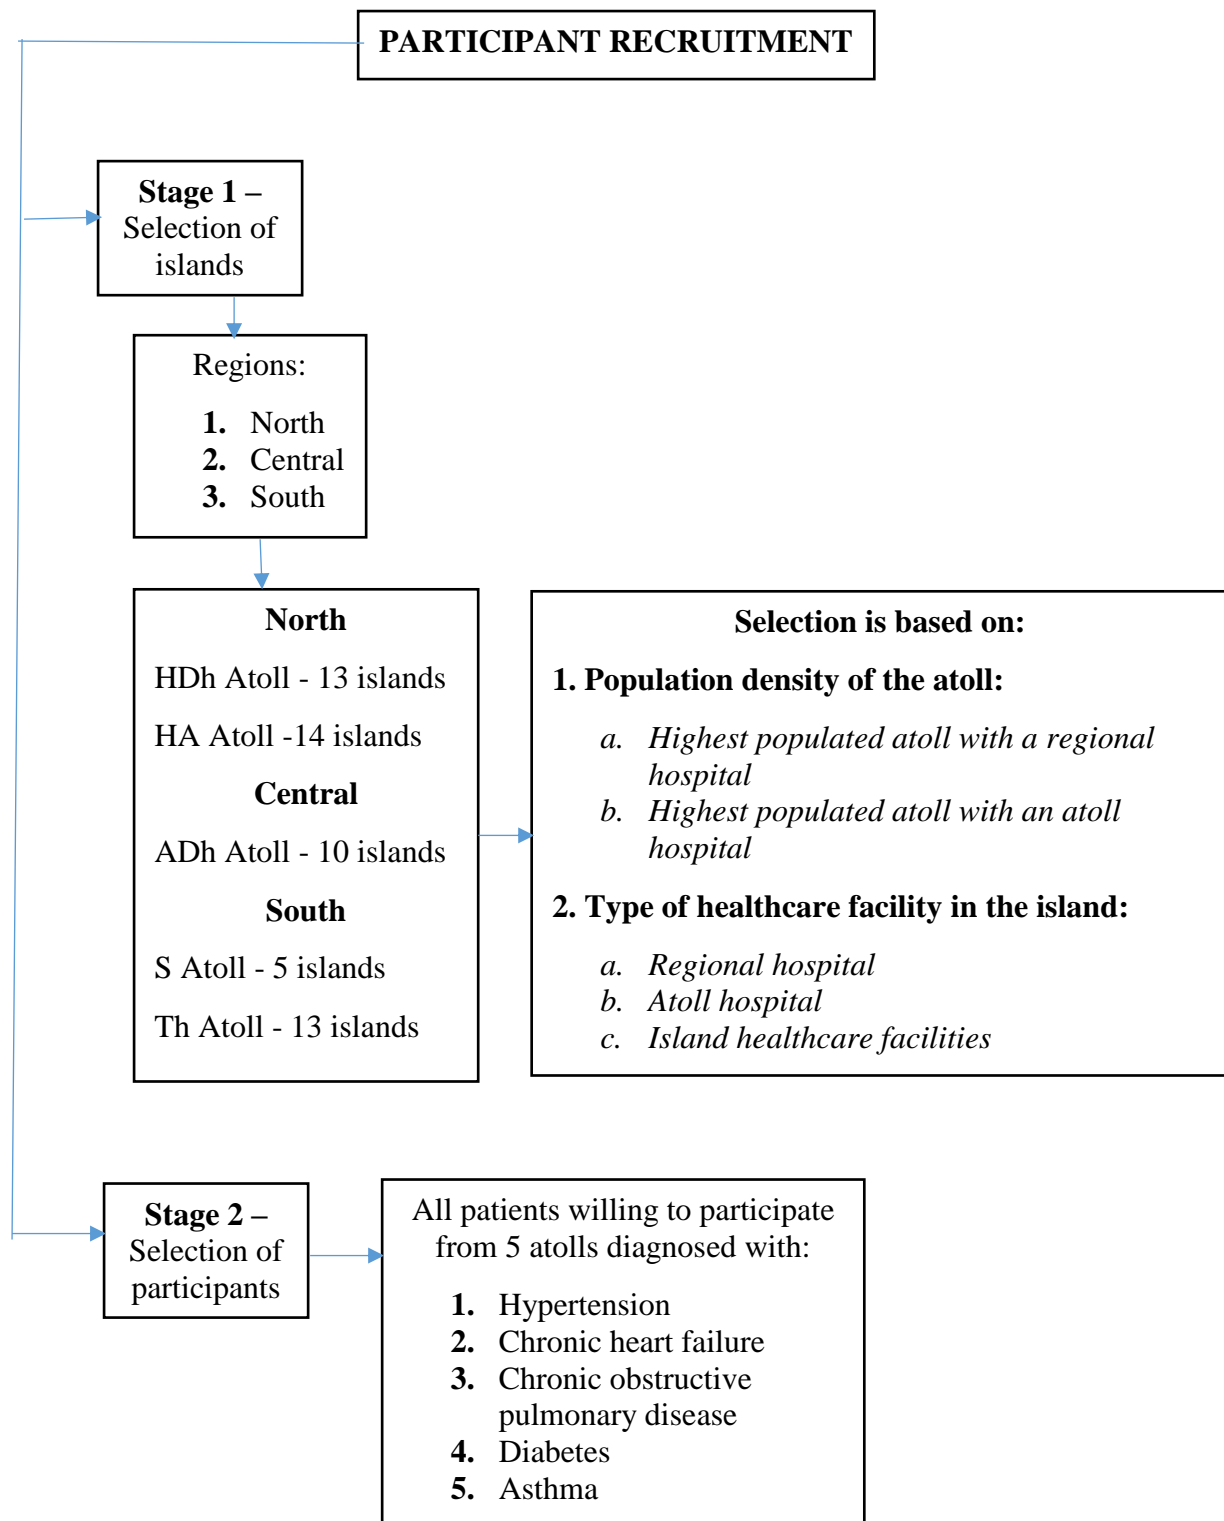 PARTICIPANT RECRUITMENT
Stage 1 –
Selection of
islands
Regions:
1. North
2. Central
3. South
North
HDh Atoll - 13 islands
HA Atoll -14 islands
Central
ADh Atoll - 10 islands
South
S Atoll - 5 islands
Th Atoll - 13 islands
Selection is based on:
1. Population density of the atoll:
a. Highest populated atoll with a regional
hospital
b. Highest populated atoll with an atoll
hospital
2. Type of healthcare facility in the island:
a. Regional hospital
b. Atoll hospital
c. Island healthcare facilities
Stage 2 –
Selection of
participants
All patients willing to participate
from 5 atolls diagnosed with:
1. Hypertension
2. Chronic heart failure
3. Chronic obstructive
pulmonary disease
4. Diabetes
5. Asthma